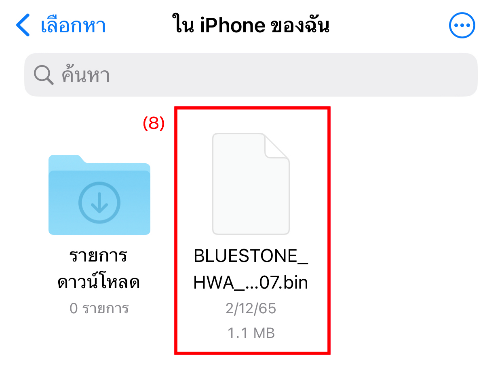 เลือกหา
ใน iPhone ของฉัน
ค้นหา
(8)
รายการ
ดาวน์โหลด
0 รายการ
BLUESTONE_
HWA_...07.bin
2/12/65
1.1 MB